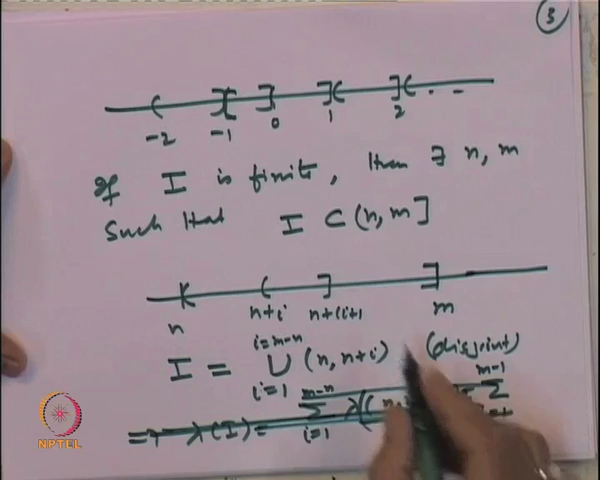 3
-2 -1 0 1 2 . . -
If I is finite, then ∃ n, m
Such that I ⊂ (n, m]
n n+i n+(i+1 m
I = ⋃_{i=1}^{i=m-n} (n, n+i) (disjoint)
⇒ λ(I) = ∑_{i=1}^{m-n} λ(( ∑^{m-1}
NPTEL